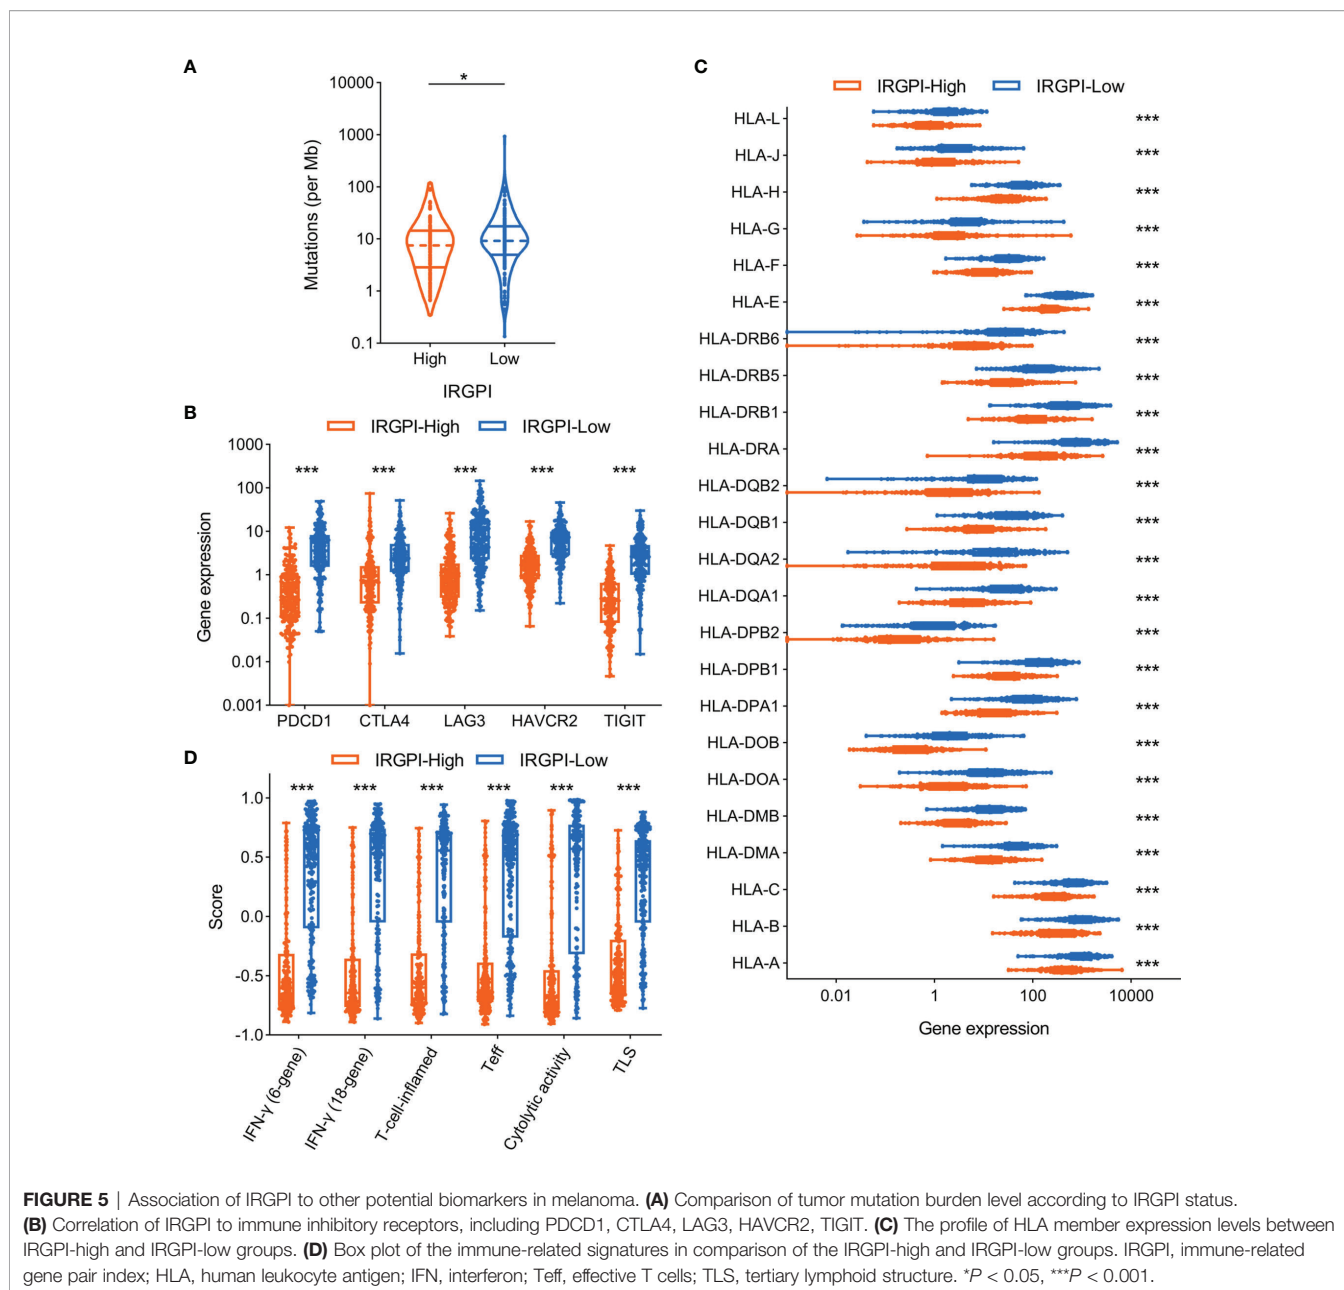 A
10000
1000
100
10
1
0.1
Mutations (per Mb)
*
High
Low
IRGPI
B
IRGPI-High
IRGPI-Low
1000
100
10
1
0.1
0.01
0.001
Gene expression
***
***
***
***
***
PDCD1
CTLA4
LAG3
HAVCR2
TIGIT
D
IRGPI-High
IRGPI-Low
1.0
0.5
0.0
-0.5
-1.0
Score
***
***
***
***
***
***
IFN-γ (6-gene)
IFN-γ (18-gene)
T-cell-inflamed
Teff
Cytolytic activity
TLS
C
IRGPI-High
IRGPI-Low
HLA-L ***
HLA-J ***
HLA-H ***
HLA-G ***
HLA-F ***
HLA-E ***
HLA-DRB6 ***
HLA-DRB5 ***
HLA-DRB1 ***
HLA-DRA ***
HLA-DQB2 ***
HLA-DQB1 ***
HLA-DQA2 ***
HLA-DQA1 ***
HLA-DPB2 ***
HLA-DPB1 ***
HLA-DPA1 ***
HLA-DOB ***
HLA-DOA ***
HLA-DMB ***
HLA-DMA ***
HLA-C ***
HLA-B ***
HLA-A ***
0.01
1
100
10000
Gene expression
FIGURE 5 | Association of IRGPI to other potential biomarkers in melanoma. (A) Comparison of tumor mutation burden level according to IRGPI status.
(B) Correlation of IRGPI to immune inhibitory receptors, including PDCD1, CTLA4, LAG3, HAVCR2, TIGIT. (C) The profile of HLA member expression levels between
IRGPI-high and IRGPI-low groups. (D) Box plot of the immune-related signatures in comparison of the IRGPI-high and IRGPI-low groups. IRGPI, immune-related
gene pair index; HLA, human leukocyte antigen; IFN, interferon; Teff, effective T cells; TLS, tertiary lymphoid structure. *P < 0.05, ***P < 0.001.